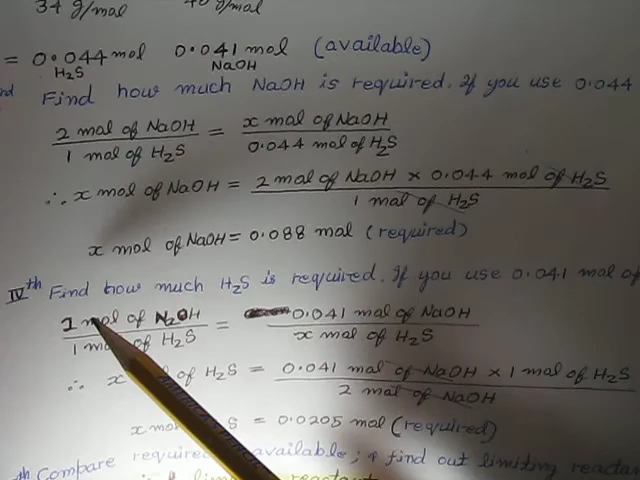 34 g/mol 40 g/mol
= 0.044 mol 0.041 mol (available)
H₂S NaOH
Find how much NaOH is required. If you use 0.044
2 mol of NaOH = x mol of NaOH
1 mol of H₂S 0.044 mol of H₂S
∴ x mol of NaOH = 2 mol of NaOH × 0.044 mol of H₂S
1 mol of H₂S
x mol of NaOH = 0.088 mol (required)
IVth Find how much H₂S is required. If you use 0.041 mol of
mol of = 0.041 mol of NaOH
1 mol of H₂S x mol of H₂S
∴ x of H₂S = 0.041 mol of NaOH × 1 mol of H₂S
2 mol of NaOH
x mol S = 0.0205 mol (required)
Compare required available, & find out limiting reactan